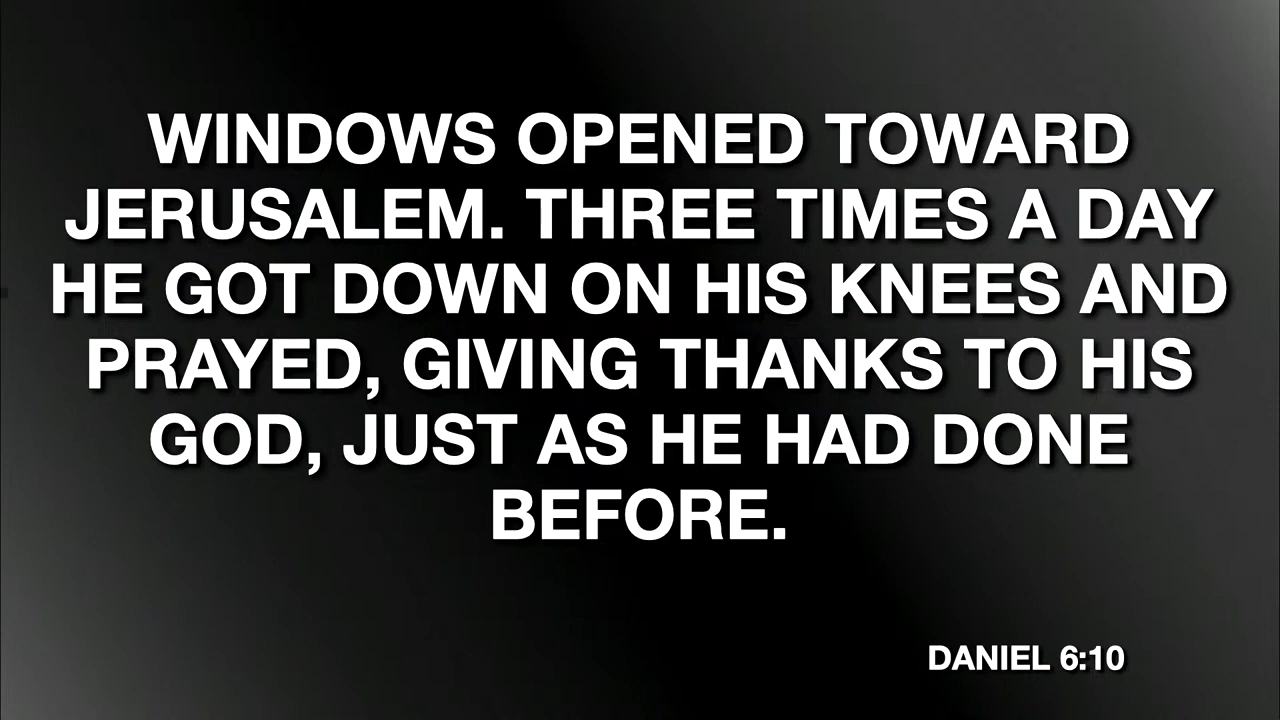 WINDOWS OPENED TOWARD
JERUSALEM. THREE TIMES A DAY
HE GOT DOWN ON HIS KNEES AND
PRAYED, GIVING THANKS TO HIS
GOD, JUST AS HE HAD DONE
BEFORE.
DANIEL 6:10